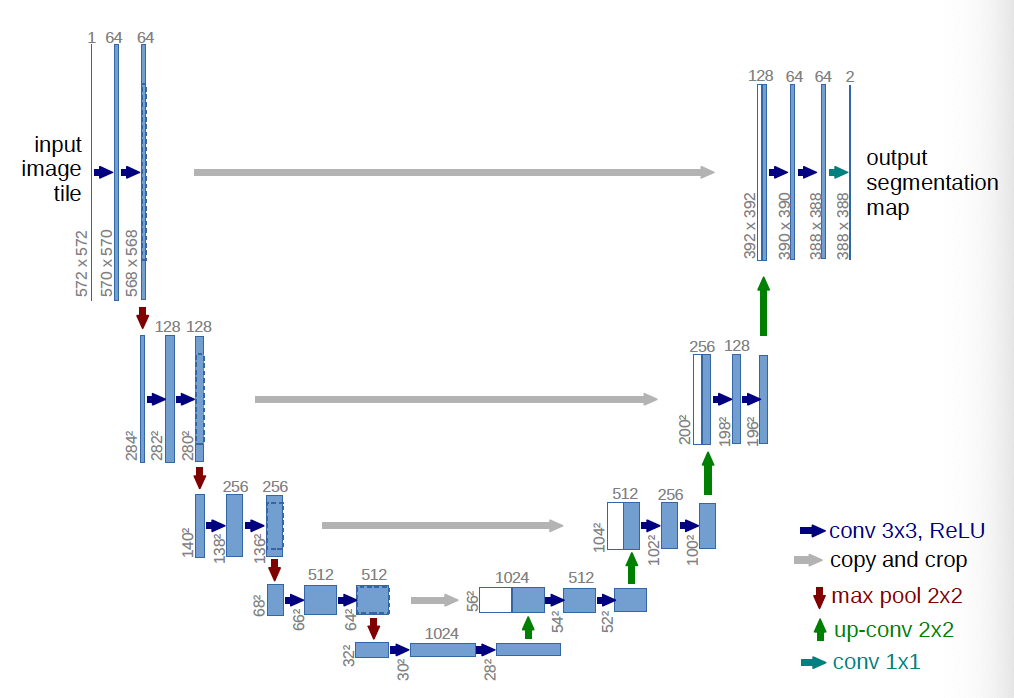 1 64 64
128 64 64 2
input
image
tile
output
segmentation
map
572 x 572
570 x 570
568 x 568
392 x 392
390 x 390
388 x 388
388 x 388
128 128
256 128
284²
282²
280²
200²
198²
196²
256 256
512 256
140²
138²
136²
104²
102²
100²
conv 3x3, ReLU
copy and crop
max pool 2x2
up-conv 2x2
conv 1x1
512 512
1024 512
68²
66²
64²
56²
54²
52²
1024
32²
30²
28²